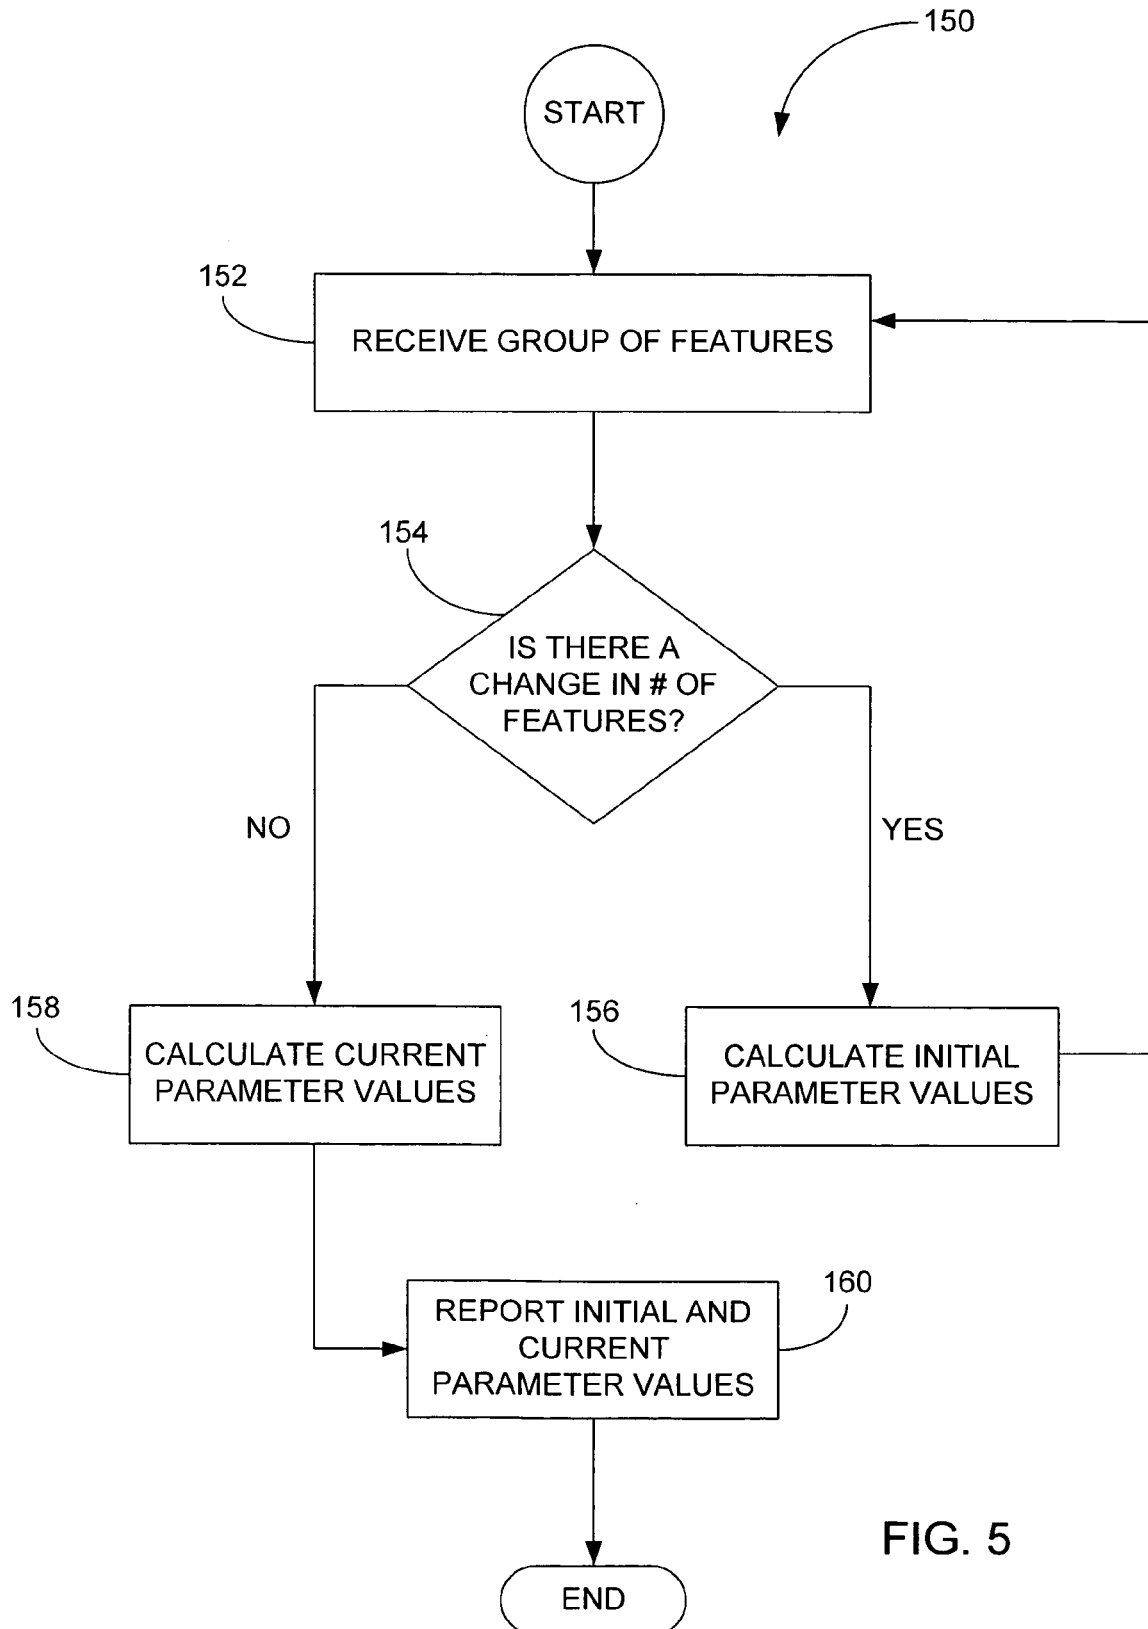 150
START
152
RECEIVE GROUP OF FEATURES
154
IS THERE A
CHANGE IN # OF
FEATURES?
NO
YES
158
CALCULATE CURRENT
PARAMETER VALUES
156
CALCULATE INITIAL
PARAMETER VALUES
160
REPORT INITIAL AND
CURRENT
PARAMETER VALUES
FIG. 5
END